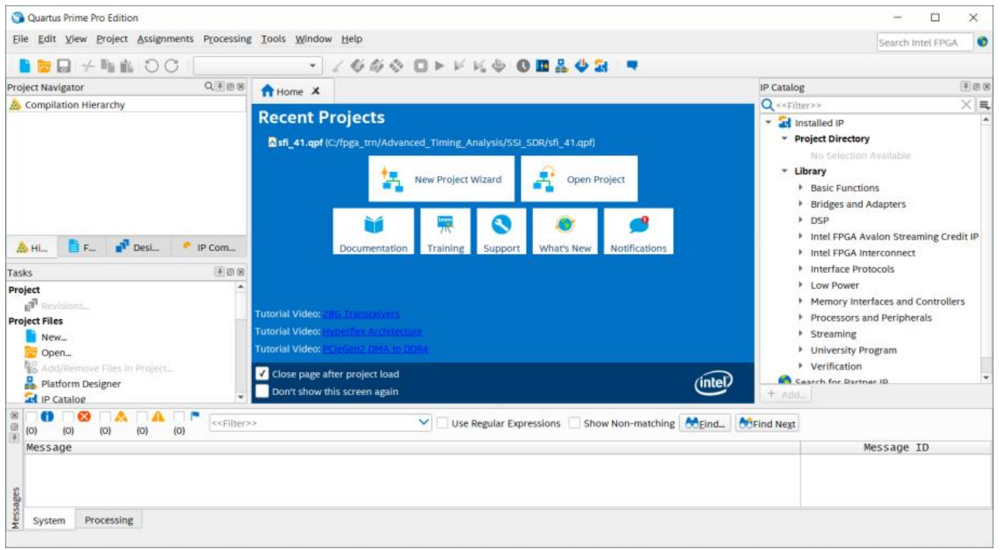 Quartus Prime Pro Edition
File Edit View Project Assignments Processing Tools Window Help
Search Intel FPGA
Project Navigator
Compilation Hierarchy
Hi... F... Desi... IP Com...
Tasks
Project
Revisions...
Project Files
New...
Open...
Add/Remove Files in Project...
Platform Designer
IP Catalog
Home
Recent Projects
sfi_41.qpf (C:/fpga_trn/Advanced_Timing_Analysis/SSI_SDR/sfi_41.qpf)
New Project Wizard Open Project
Learn
1
Documentation Training Support What's New Notifications
Tutorial Video: 28G Transceivers
Tutorial Video: Hyperflex Architecture
Tutorial Video: PCIeGen2 DMA to DDR4
Close page after project load
Don't show this screen again
intel
IP Catalog
<<Filter>>
Installed IP
Project Directory
No Selection Available
Library
Basic Functions
Bridges and Adapters
DSP
Intel FPGA Avalon Streaming Credit IP
Intel FPGA Interconnect
Interface Protocols
Low Power
Memory Interfaces and Controllers
Processors and Peripherals
Streaming
University Program
Verification
Search for Partner IP
+ Add...
(0) (0) (0) (0) (0) <<Filter>> Use Regular Expressions Show Non-matching Find... Find Next
Message Message ID
Messages
System Processing